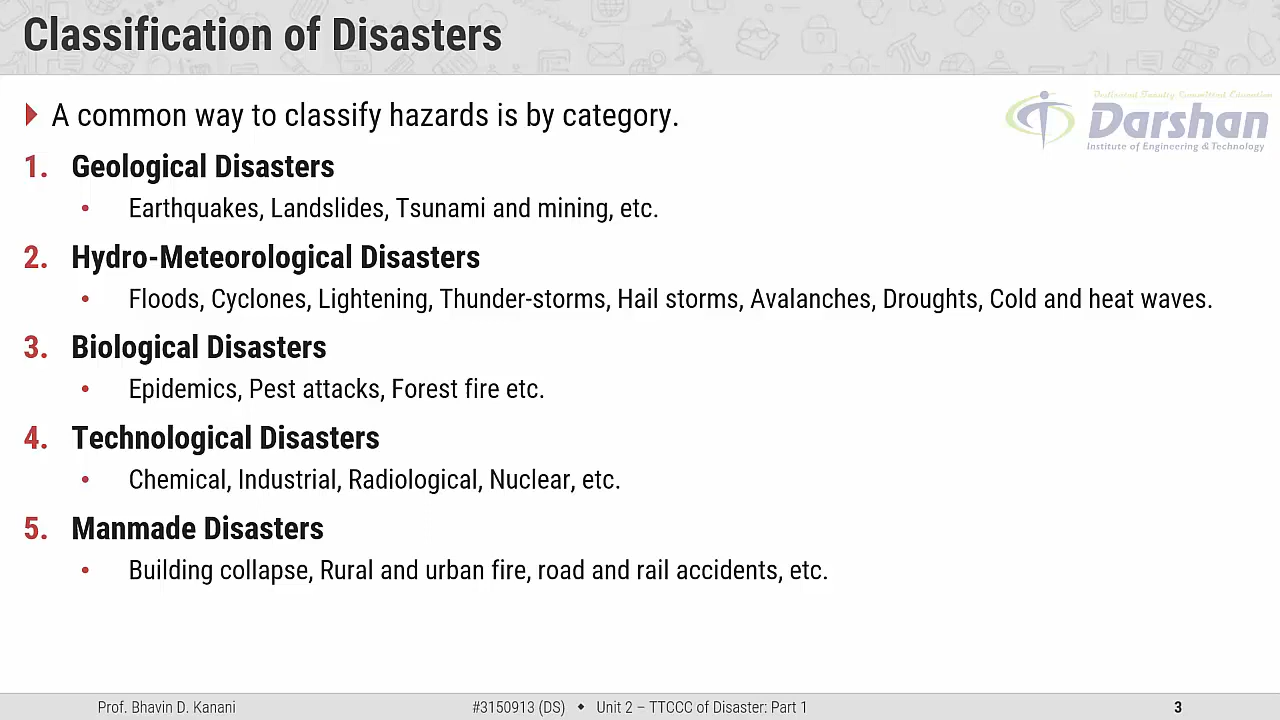 Classification of Disasters
A common way to classify hazards is by category.
Dedicated Faculty Committed Education
Darshan
Institute of Engineering & Technology
1. Geological Disasters
• Earthquakes, Landslides, Tsunami and mining, etc.
2. Hydro-Meteorological Disasters
• Floods, Cyclones, Lightening, Thunder-storms, Hail storms, Avalanches, Droughts, Cold and heat waves.
3. Biological Disasters
• Epidemics, Pest attacks, Forest fire etc.
4. Technological Disasters
• Chemical, Industrial, Radiological, Nuclear, etc.
5. Manmade Disasters
• Building collapse, Rural and urban fire, road and rail accidents, etc.
Prof. Bhavin D. Kanani #3150913 (DS) ◆ Unit 2 – TTCCC of Disaster: Part 1 3